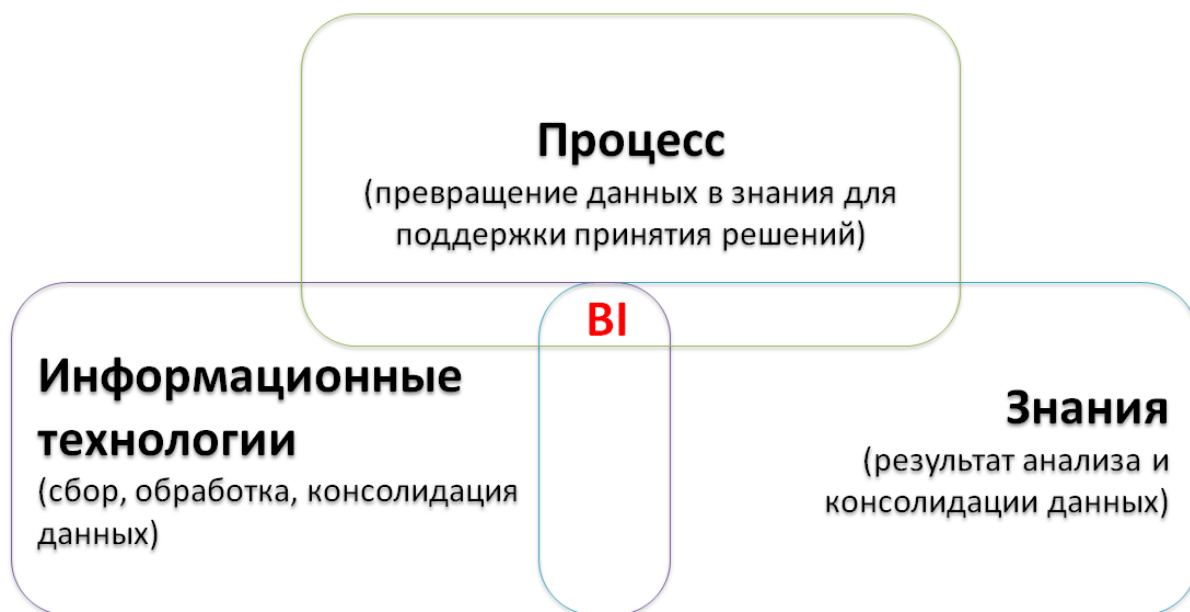 Процесс
(превращение данных в знания для
поддержки принятия решений)
BI
Информационные
технологии
(сбор, обработка, консолидация
данных)
Знания
(результат анализа и
консолидации данных)